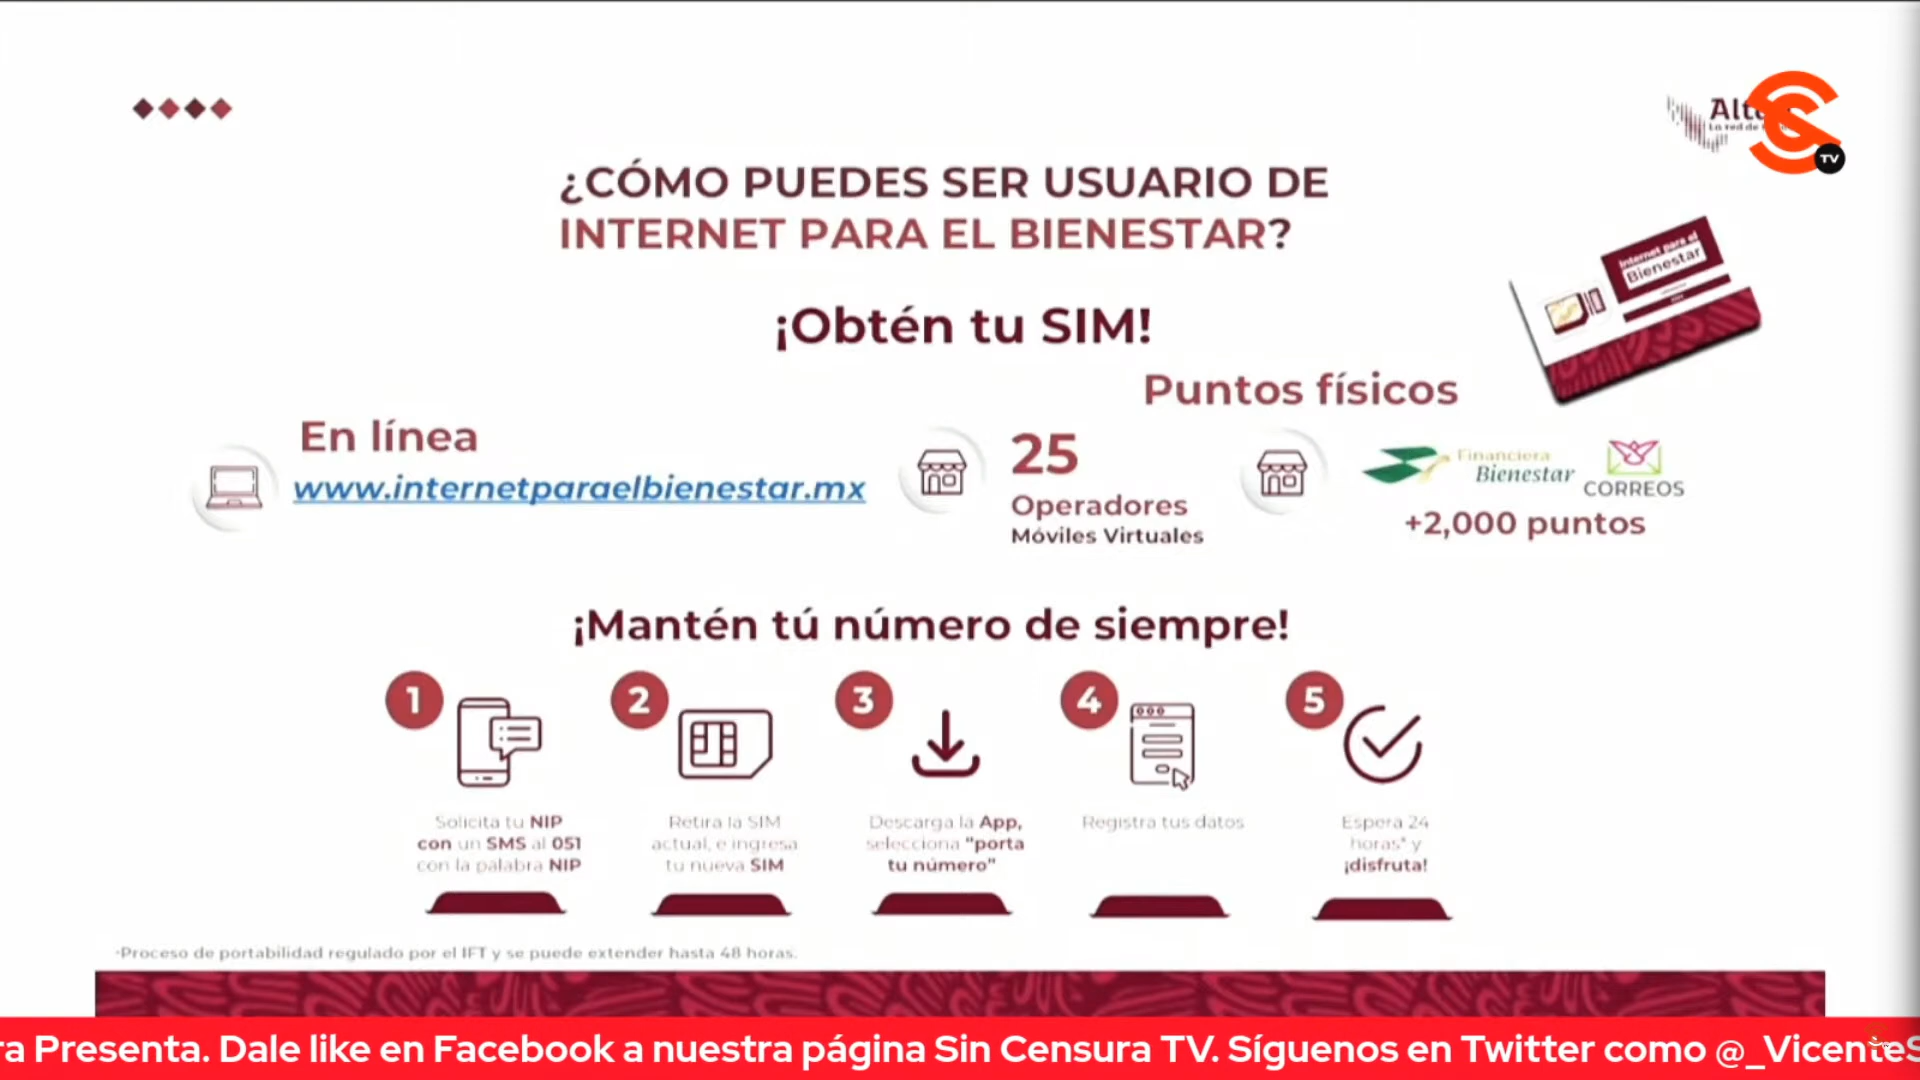 TV
¿CÓMO PUEDES SER USUARIO DE
INTERNET PARA EL BIENESTAR?
Internet para el
Bienestar
¡Obtén tu SIM!
Puntos físicos
En línea
www.internetparaelbienestar.mx
25
Operadores
Móviles Virtuales
Financiera
Bienestar
CORREOS
+2,000 puntos
¡Mantén tú número de siempre!
1
2
3
4
5
Solicita tu NIP
con un SMS al 051
con la palabra NIP
Retira la SIM
actual, e ingresa
tu nueva SIM
Descarga la App,
selecciona "porta
tu número"
Registra tus datos
Espera 24
horas* y
¡disfruta!
*Proceso de portabilidad regulado por el IFT y se puede extender hasta 48 horas.
ra Presenta. Dale like en Facebook a nuestra página Sin Censura TV. Síguenos en Twitter como @_VicenteS